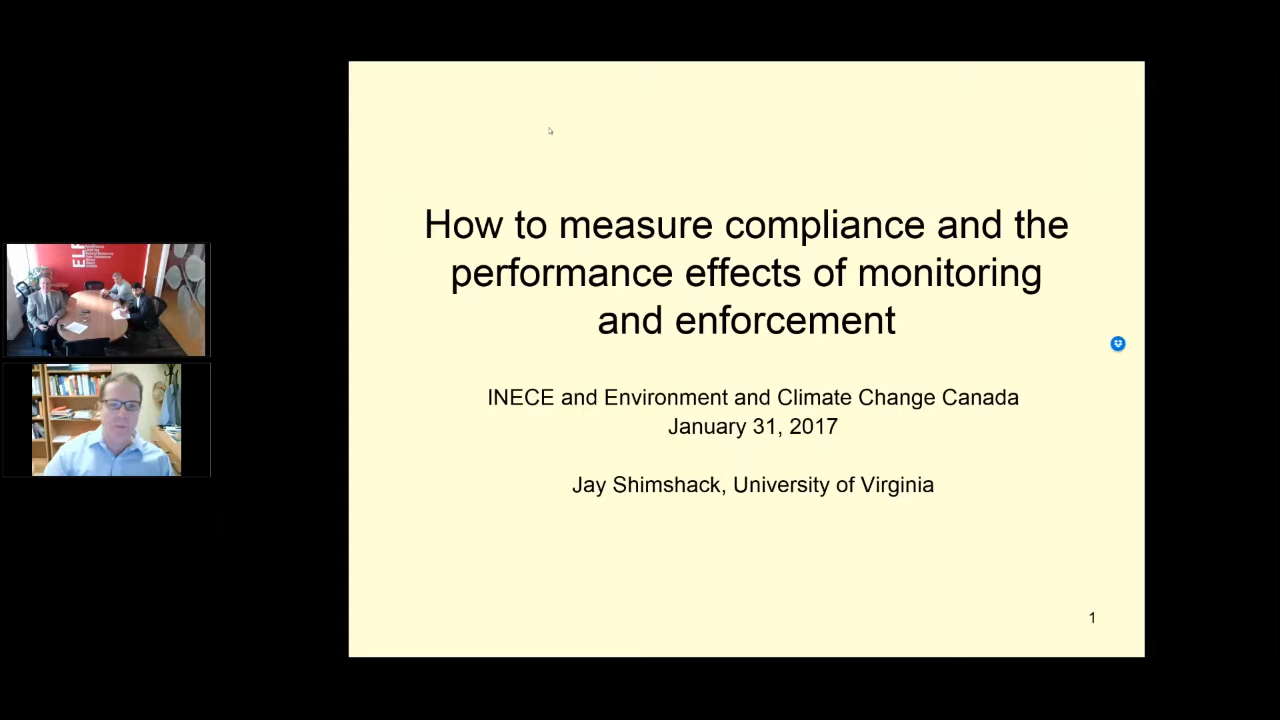 How to measure compliance and the
performance effects of monitoring
and enforcement
INECE and Environment and Climate Change Canada
January 31, 2017
Jay Shimshack, University of Virginia
1